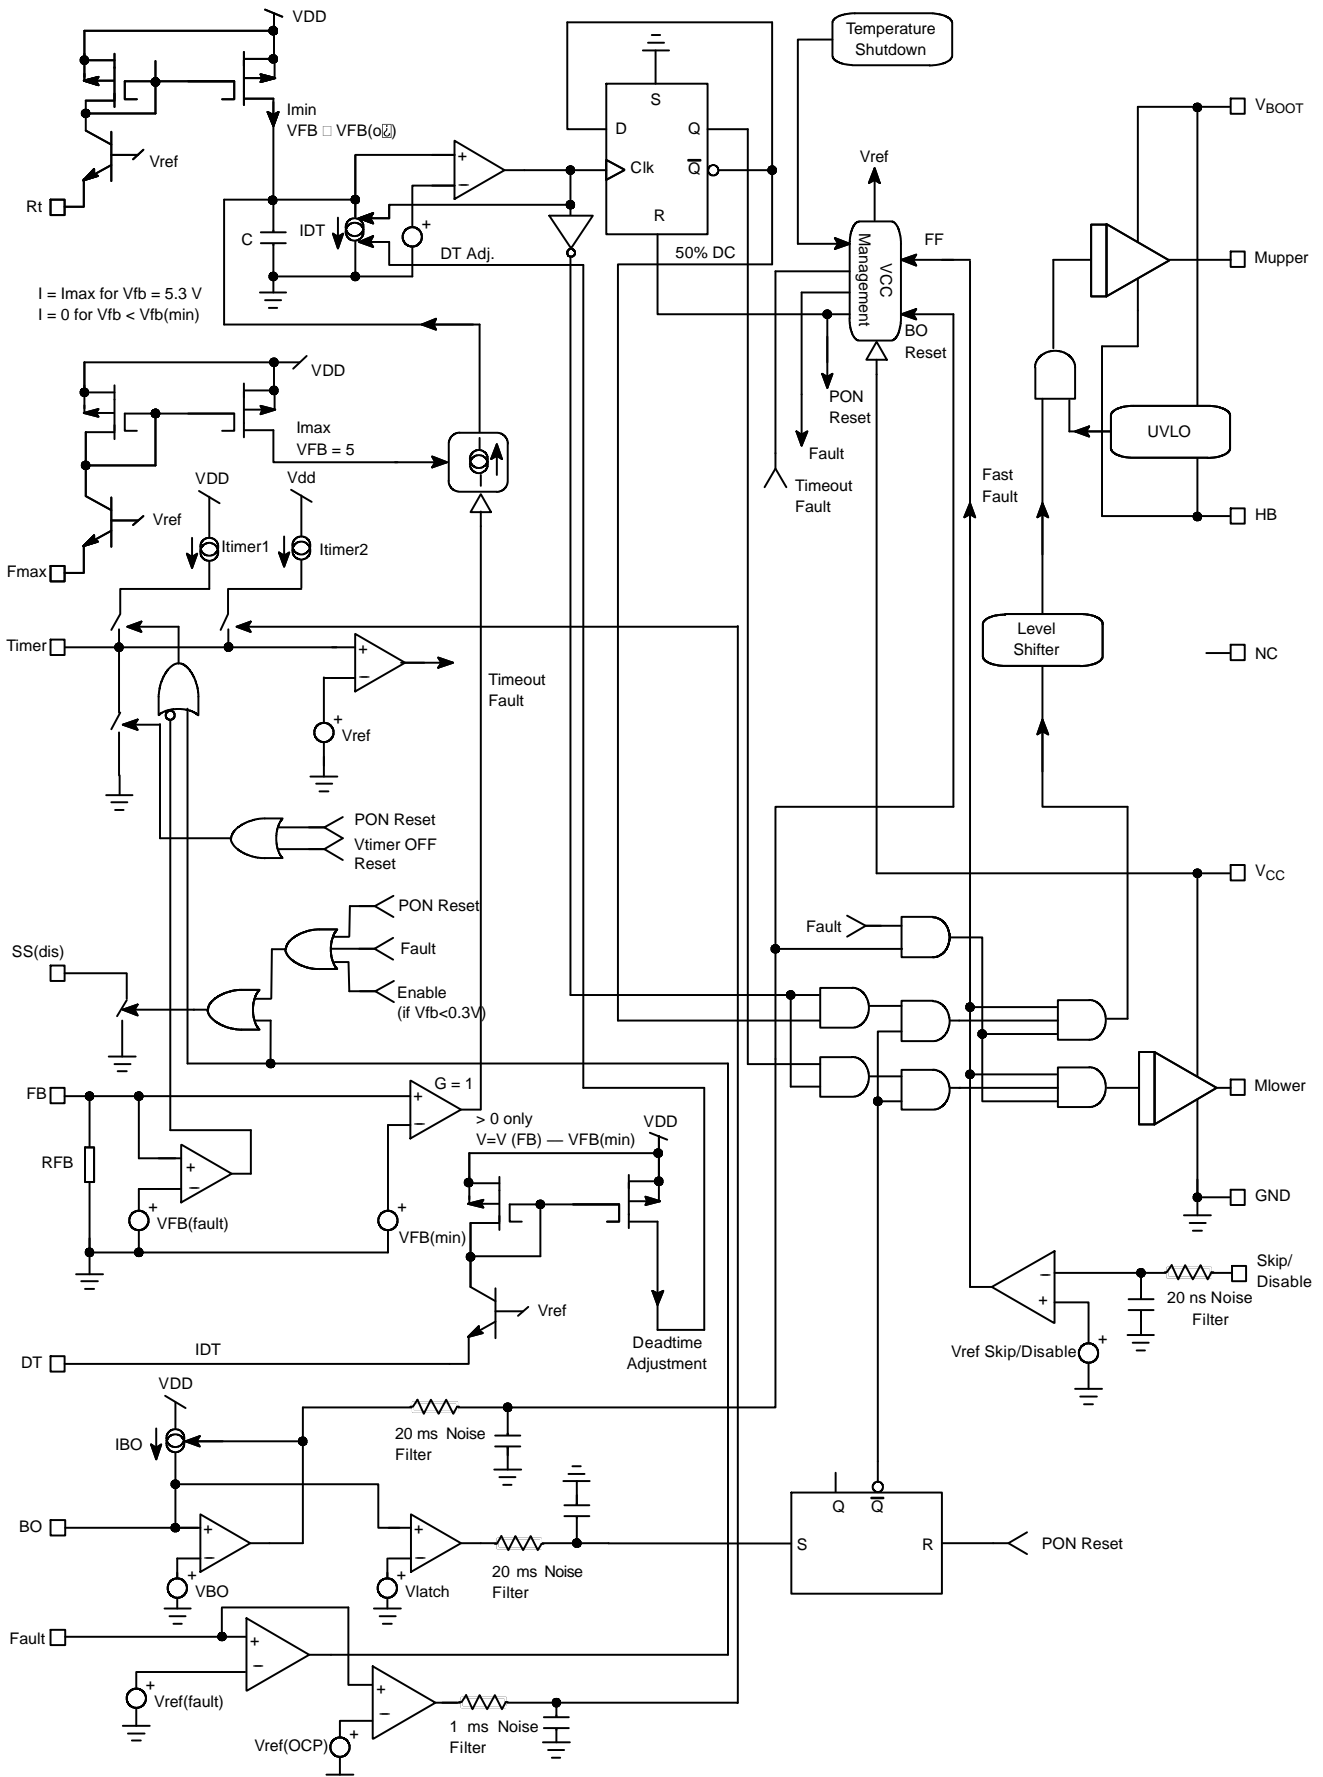 VDD
Temperature
Shutdown
S
D
Q
Clk
Q
R
Imin
VFB VFB(o
Vref
Rt
C
IDT
+
−
+
DT Adj.
50% DC
Vref
VCC
Management
FF
BO
Reset
PON
Reset
Fault
Timeout
Fault
VBOOT
Mupper
UVLO
HB
I = Imax for Vfb = 5.3 V
I = 0 for Vfb < Vfb(min)
VDD
Imax
VFB = 5
Vref
Fmax
VDD
Vdd
Itimer1
Itimer2
Fast
Fault
Timer
+
−
+
Vref
Timeout
Fault
Level
Shifter
NC
PON Reset
Vtimer OFF
Reset
VCC
PON Reset
Fault
Enable
(if Vfb<0.3V)
Fault
SS(dis)
FB
G = 1
+
−
> 0 only
V=V (FB) — VFB(min)
VDD
Mlower
RFB
+
−
+
VFB(fault)
+
VFB(min)
GND
Vref
Deadtime
Adjustment
Skip/
Disable
−
+
20 ns Noise
Filter
Vref Skip/Disable
+
DT
IDT
VDD
IBO
20 ms Noise
Filter
BO
+
−
+
VBO
+
−
+
Vlatch
20 ms Noise
Filter
Q
Q
S
R
PON Reset
Fault
+
−
+
Vref(fault)
+
−
+
Vref(OCP)
1 ms Noise
Filter